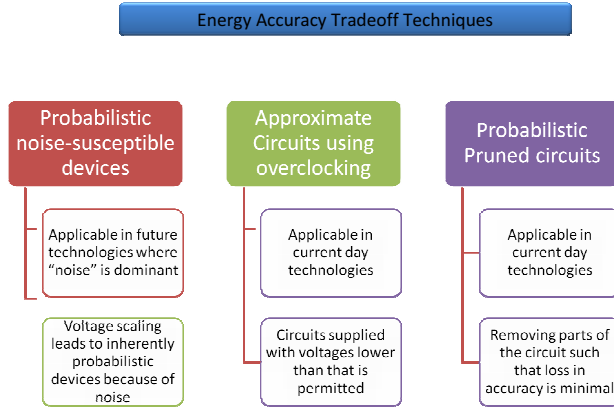 Energy Accuracy Tradeoff Techniques
Probabilistic
noise-susceptible
devices
Applicable in future
technologies where
“noise” is dominant
Voltage scaling
leads to inherently
probabilistic
devices because of
noise
Approximate
Circuits using
overclocking
Applicable in
current day
technologies
Circuits supplied
with voltages lower
than that is
permitted
Probabilistic
Pruned circuits
Applicable in
current day
technologies
Removing parts of
the circuit such
that loss in
accuracy is minimal